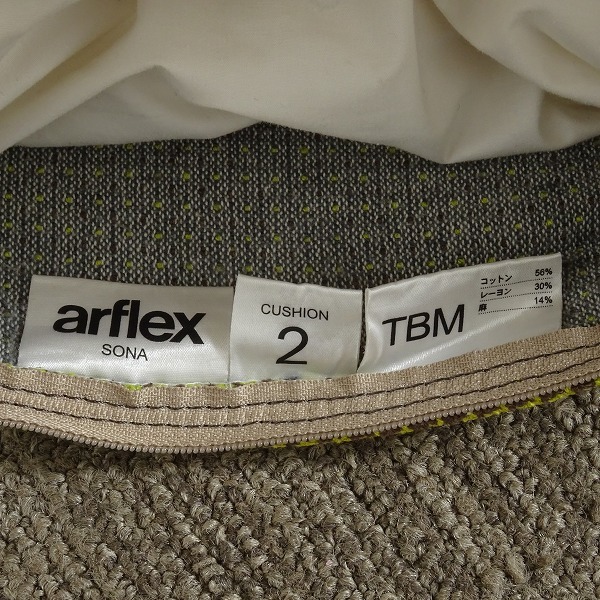 arflex
SONA
CUSHION
2
TBM
コットン 56%
レーヨン 30%
麻 14%